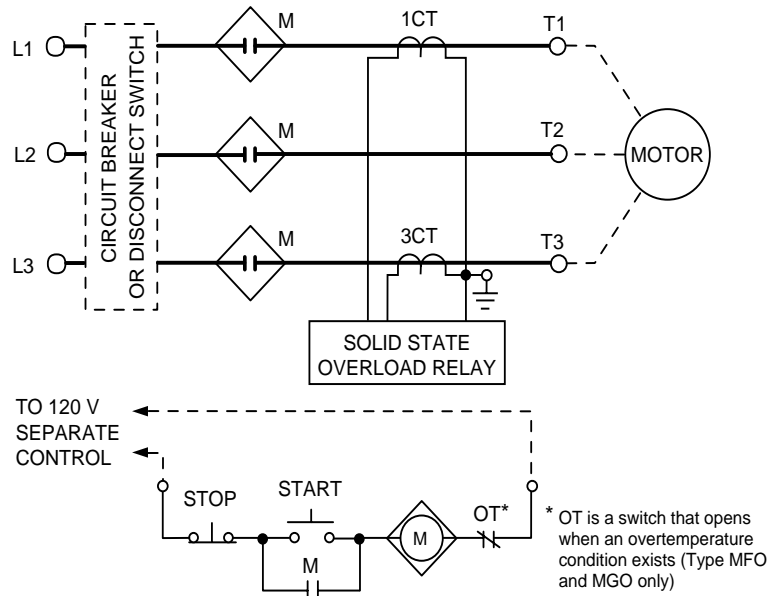 M
1CT
T1
L1
CIRCUIT BREAKER
OR DISCONNECT SWITCH
M
T2
L2
MOTOR
M
3CT
T3
L3
SOLID STATE
OVERLOAD RELAY
TO 120 V
SEPARATE
CONTROL
STOP
START
M
OT*
M
* OT is a switch that opens
when an overtemperature
condition exists (Type MFO
and MGO only)